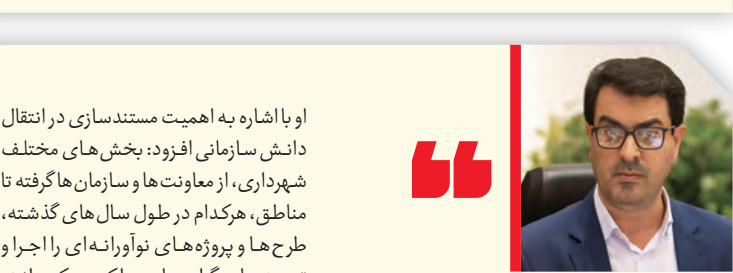 او با اشاره به اهمیت مستندسازی در انتقال
دانش سازمانی افزود: بخش‌های مختلف
شهرداری، از معاونت‌ها و سازمان‌ها گرفته تا
مناطق، هرکدام در طول سال‌های گذشته،
طرح‌ها و پروژه‌های نوآورانه‌ای را اجرا و